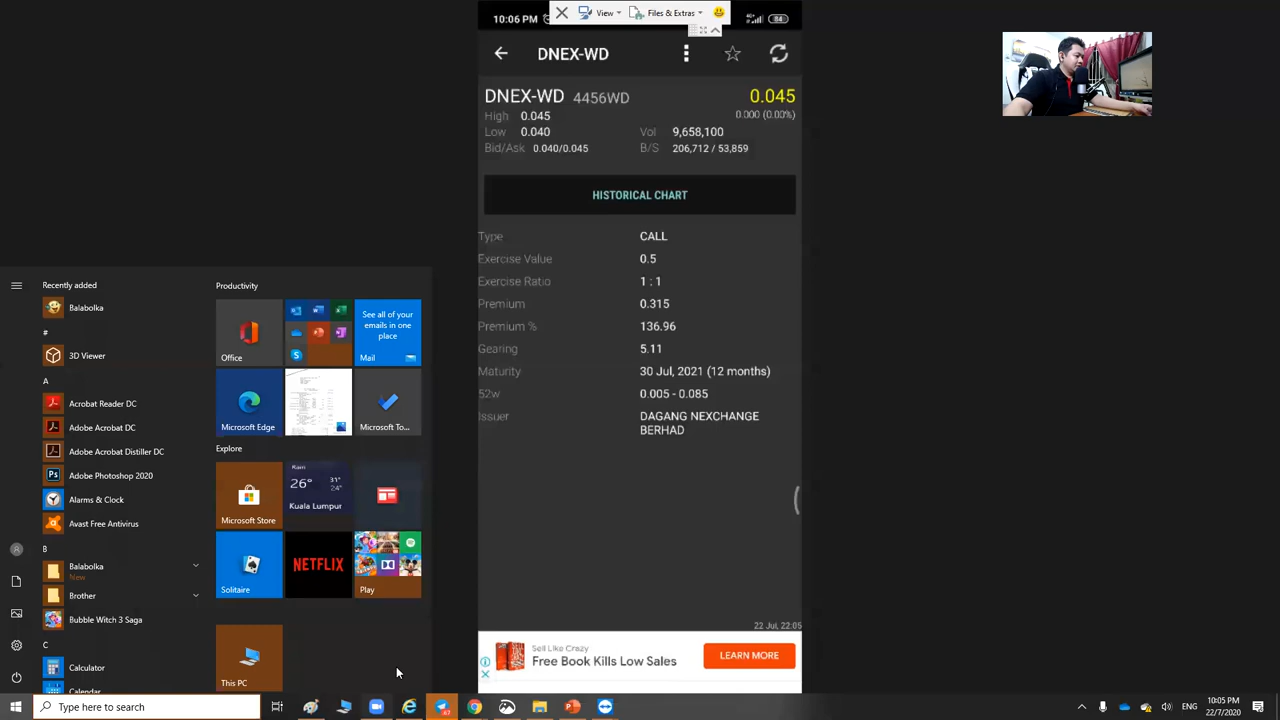 10:06 PM
View
Files & Extras
84
DNEX-WD
DNEX-WD 4456WD 0.045
High 0.045 0.000 (0.00%)
Low 0.040 Vol 9,658,100
Bid/Ask 0.040/0.045 B/S 206,712 / 53,859
HISTORICAL CHART
Type CALL
Exercise Value 0.5
Exercise Ratio 1 : 1
Premium 0.315
Premium % 136.96
Gearing 5.11
Maturity 30 Jul, 2021 (12 months)
52w 0.005 - 0.085
Issuer DAGANG NEXCHANGE
BERHAD
22 Jul, 22:05
Sell Like Crazy
Free Book Kills Low Sales
LEARN MORE
Recently added
Balabolka
#
3D Viewer
A
Acrobat Reader DC
Adobe Acrobat DC
Adobe Acrobat Distiller DC
Adobe Photoshop 2020
Alarms & Clock
Avast Free Antivirus
B
Balabolka
New
Brother
Bubble Witch 3 Saga
C
Calculator
Calendar
Productivity
Office
See all of your
emails in one
place
Mail
Microsoft Edge
Microsoft To...
Explore
Microsoft Store
Rain
26° 31°
24°
Kuala Lumpur
Solitaire
NETFLIX
Play
This PC
Type here to search
ENG
10:05 PM
22/7/2020